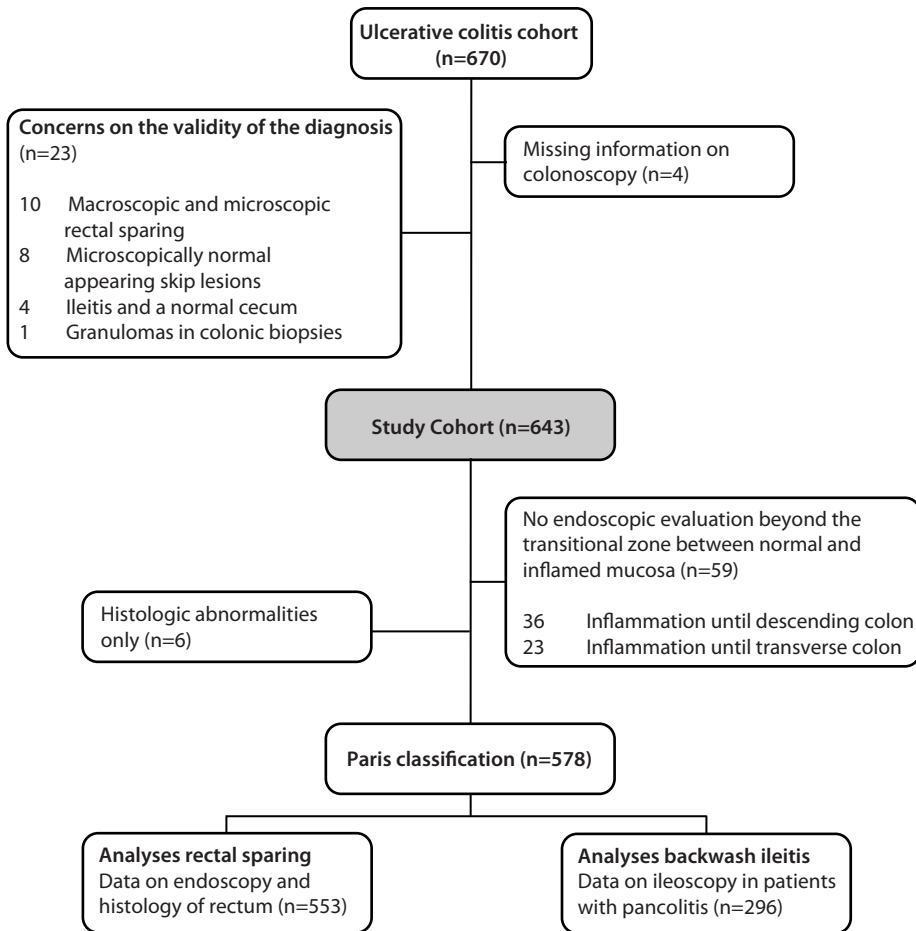 Ulcerative colitis cohort
(n=670)
Concerns on the validity of the diagnosis
(n=23)
10 Macroscopic and microscopic
rectal sparing
8 Microscopically normal
appearing skip lesions
4 Ileitis and a normal cecum
1 Granulomas in colonic biopsies
Missing information on
colonoscopy (n=4)
Study Cohort (n=643)
No endoscopic evaluation beyond the
transitional zone between normal and
inflamed mucosa (n=59)
36 Inflammation until descending colon
23 Inflammation until transverse colon
Histologic abnormalities
only (n=6)
Paris classification (n=578)
Analyses rectal sparing
Data on endoscopy and
histology of rectum (n=553)
Analyses backwash ileitis
Data on ileoscopy in patients
with pancolitis (n=296)